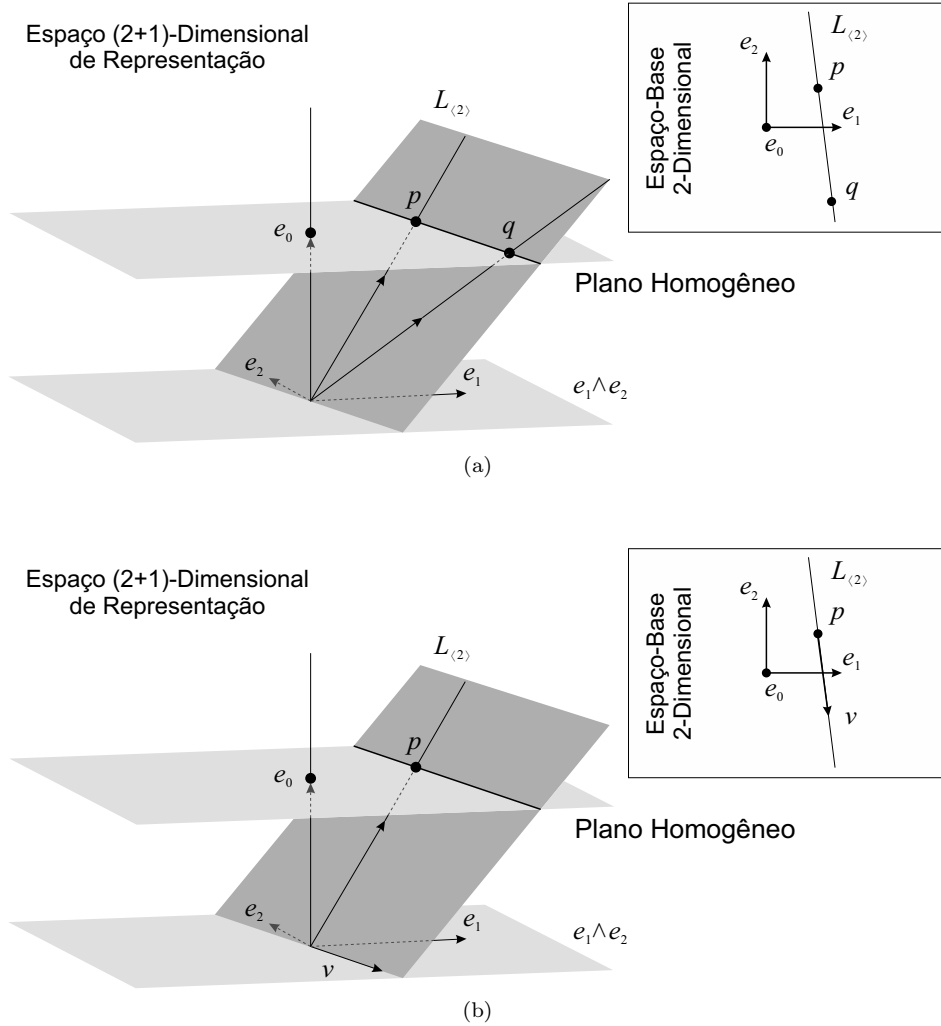 Espaço (2+1)-Dimensional
de Representação
L⟨2⟩
p
q
e0
Plano Homogêneo
e2
e1
e1∧e2
Espaço-Base
2-Dimensional
L⟨2⟩
e2
p
e1
e0
q
(a)
Espaço (2+1)-Dimensional
de Representação
L⟨2⟩
p
e0
Plano Homogêneo
e2
e1
e1∧e2
v
Espaço-Base
2-Dimensional
L⟨2⟩
e2
p
e1
e0
v
(b)